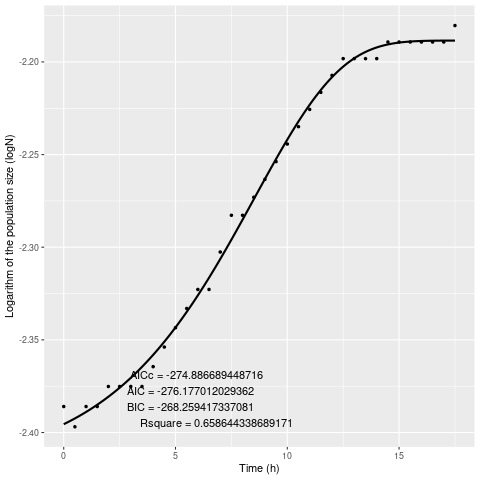 Logarithm of the population size (logN)
-2.20
-2.25
-2.30
-2.35
-2.40
AICc = -274.886689448716
AIC = -276.177012029362
BIC = -268.259417337081
Rsquare = 0.658644338689171
0 5 10 15
Time (h)